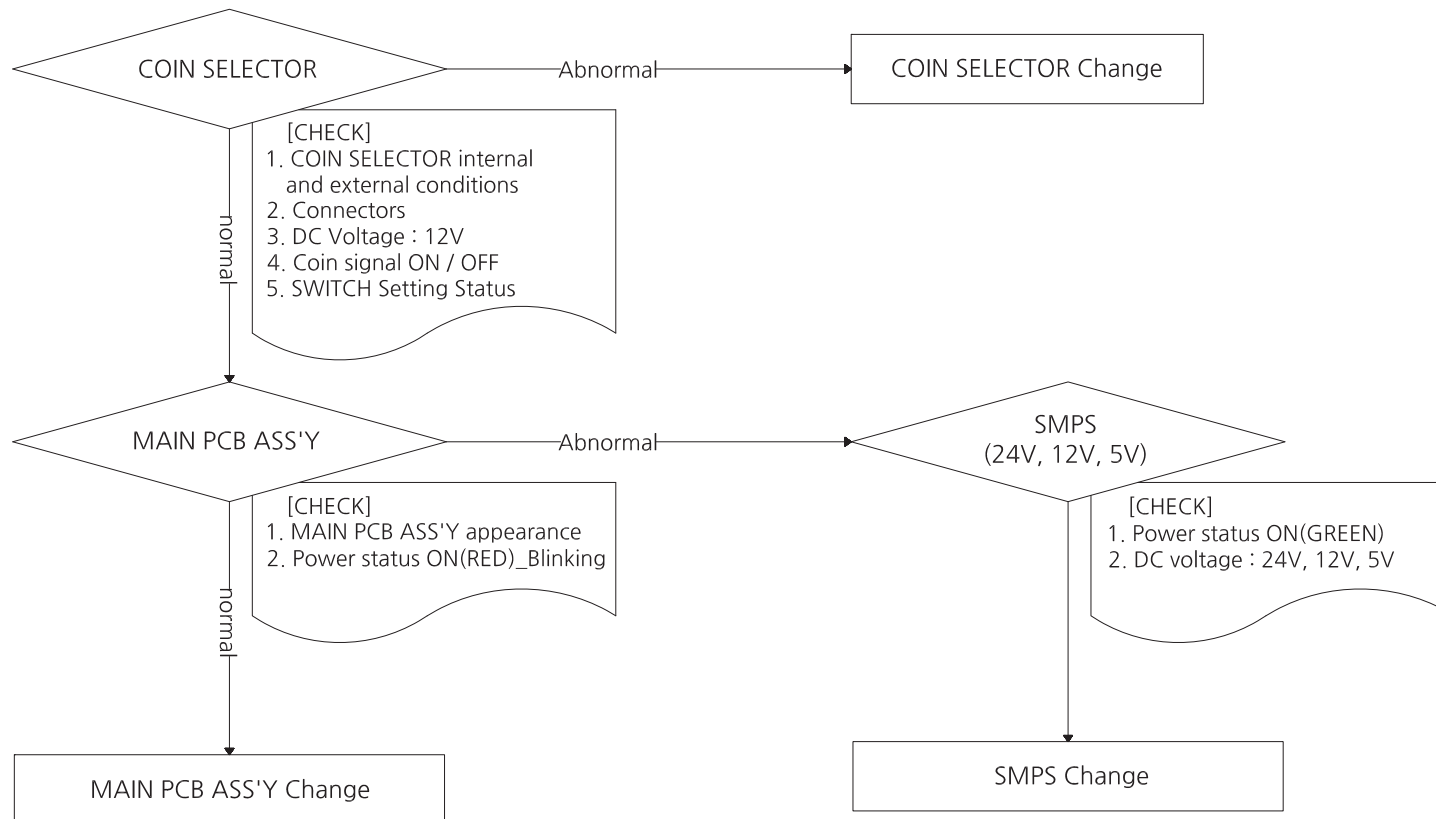 COIN SELECTOR
Abnormal
COIN SELECTOR Change
[CHECK]
1. COIN SELECTOR internal
and external conditions
2. Connectors
3. DC Voltage : 12V
4. Coin signal ON / OFF
5. SWITCH Setting Status
normal
MAIN PCB ASS'Y
Abnormal
SMPS
(24V, 12V, 5V)
[CHECK]
1. MAIN PCB ASS'Y appearance
2. Power status ON(RED)_Blinking
[CHECK]
1. Power status ON(GREEN)
2. DC voltage : 24V, 12V, 5V
normal
MAIN PCB ASS'Y Change
SMPS Change